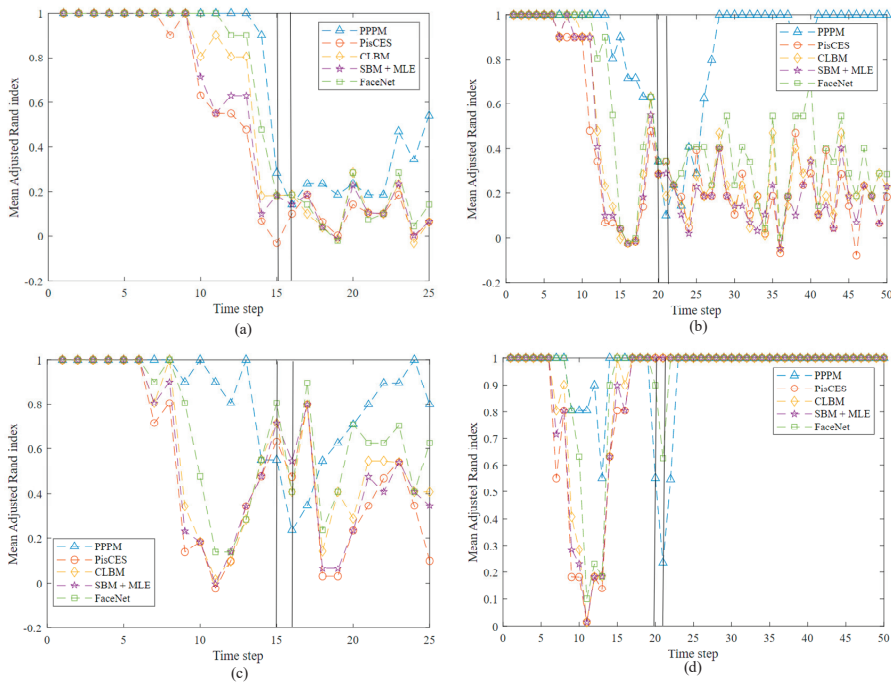 1
0.8
0.6
0.4
0.2
0
-0.2
Mean Adjusted Rand index
PPPM
PisCES
CLBM
SBM + MLE
FaceNet
0 5 10 15 20 25
Time step
(a)
1
0.8
0.6
0.4
0.2
0
-0.2
Mean Adjusted Rand index
PPPM
PisCES
CLBM
SBM + MLE
FaceNet
0 5 10 15 20 25 30 35 40 45 50
Time step
(b)
1
0.8
0.6
0.4
0.2
0
-0.2
Mean Adjusted Rand index
PPPM
PisCES
CLBM
SBM + MLE
FaceNet
0 5 10 15 20 25
Time step
(c)
1
0.9
0.8
0.7
0.6
0.5
0.4
0.3
0.2
0.1
0
Mean Adjusted Rand index
PPPM
PisCES
CLBM
SBM + MLE
FaceNet
0 5 10 15 20 25 30 35 40 45 50
Time step
(d)